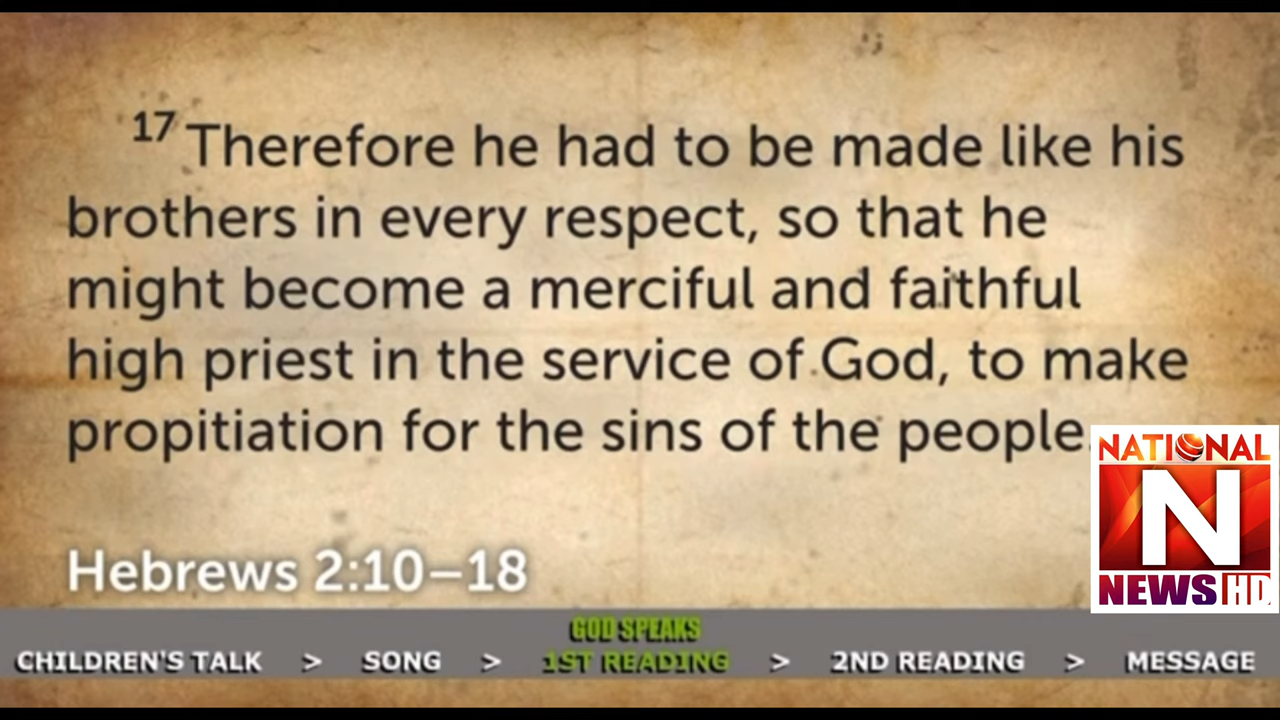 17 Therefore he had to be made like his
brothers in every respect, so that he
might become a merciful and faithful
high priest in the service of God, to make
propitiation for the sins of the people.
Hebrews 2:10–18
NATIONAL
N
NEWS HD
GOD SPEAKS
CHILDREN'S TALK > SONG > 1ST READING > 2ND READING > MESSAGE